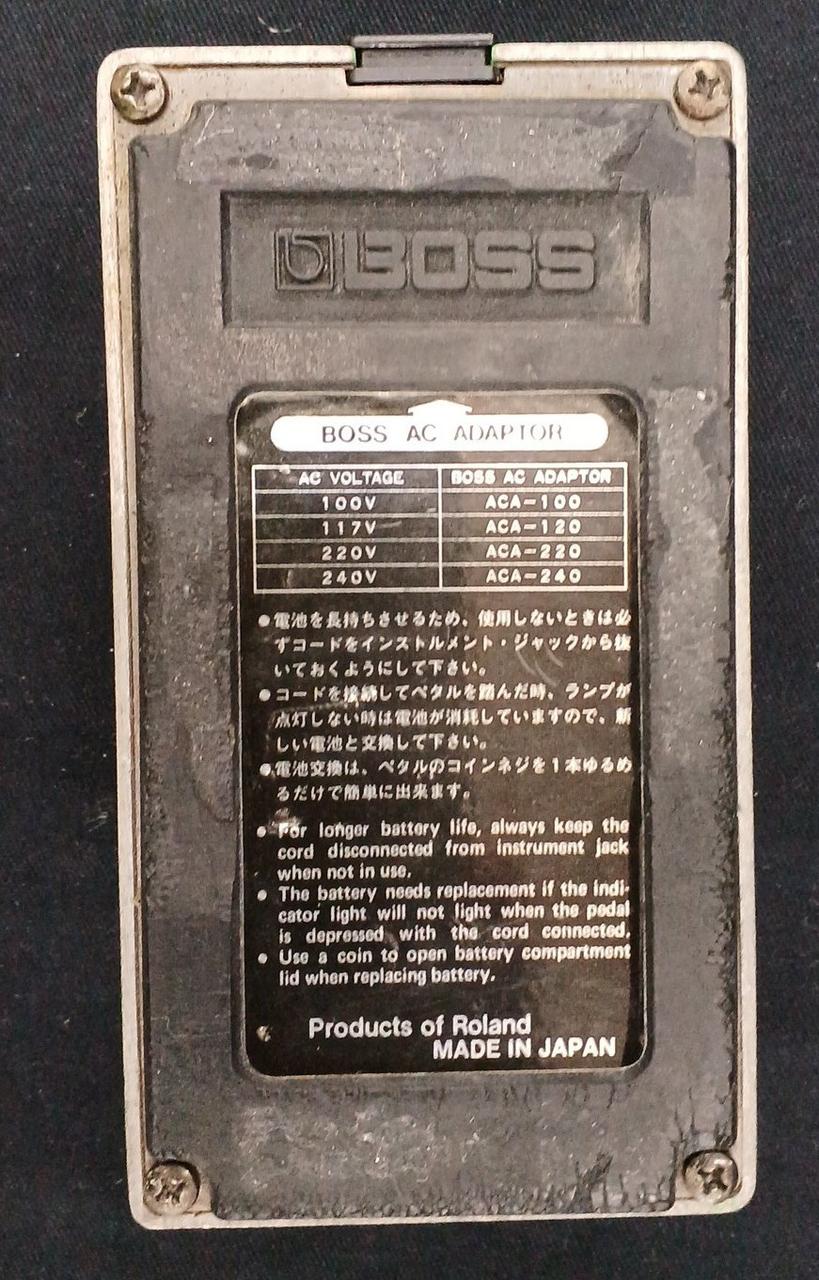 BOSS
BOSS AC ADAPTOR
AC VOLTAGE BOSS AC ADAPTOR
100V ACA-100
117V ACA-120
220V ACA-220
240V ACA-240
●電池を長持ちさせるため、使用しないときは必
ずコードをインストルメント・ジャックから抜
いておくようにして下さい。
●コードを接続してペタルを踏んだ時、ランプが
点灯しない時は電池が消耗していますので、新
しい電池と交換して下さい。
●電池交換は、ペタルのコインネジを1本ゆるめ
るだけで簡単に出来ます。
● For longer battery life, always keep the
cord disconnected from instrument jack
when not in use.
● The battery needs replacement if the indi-
cator light will not light when the pedal
is depressed with the cord connected.
● Use a coin to open battery compartment
lid when replacing battery.
Products of Roland
MADE IN JAPAN